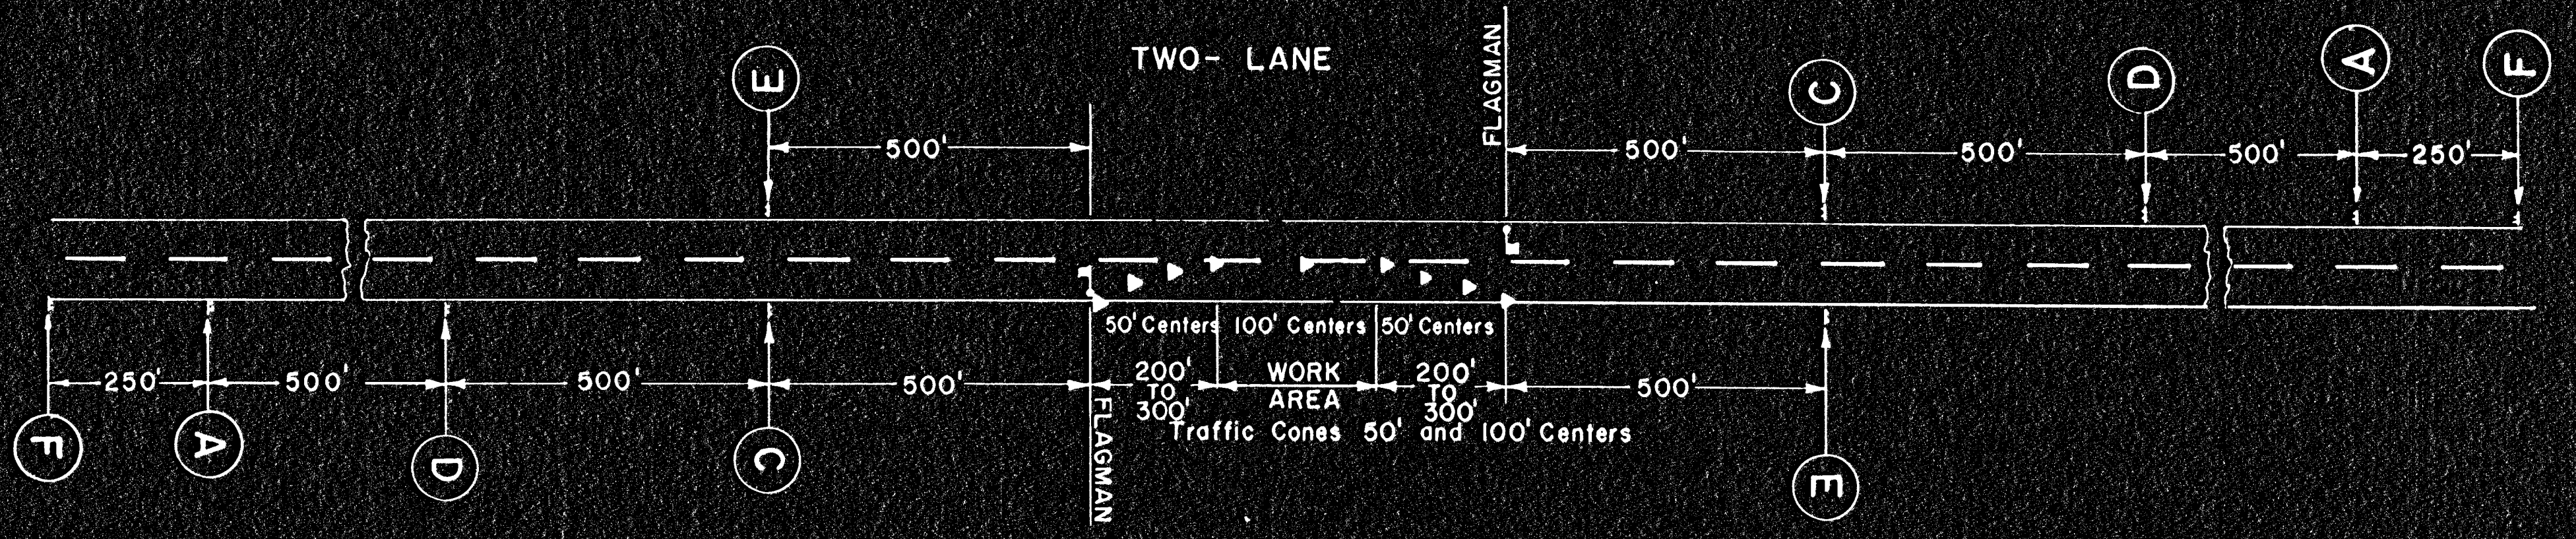 TWO- LANE
FLAGMAN
E
C
D
A
F
500'
500'
500'
500'
250'
50' Centers
100' Centers
50' Centers
250'
500'
500'
500'
200'
TO
300'
WORK
AREA
200'
TO
300'
500'
Traffic Cones 50' and 100' Centers
FLAGMAN
F
A
D
C
E